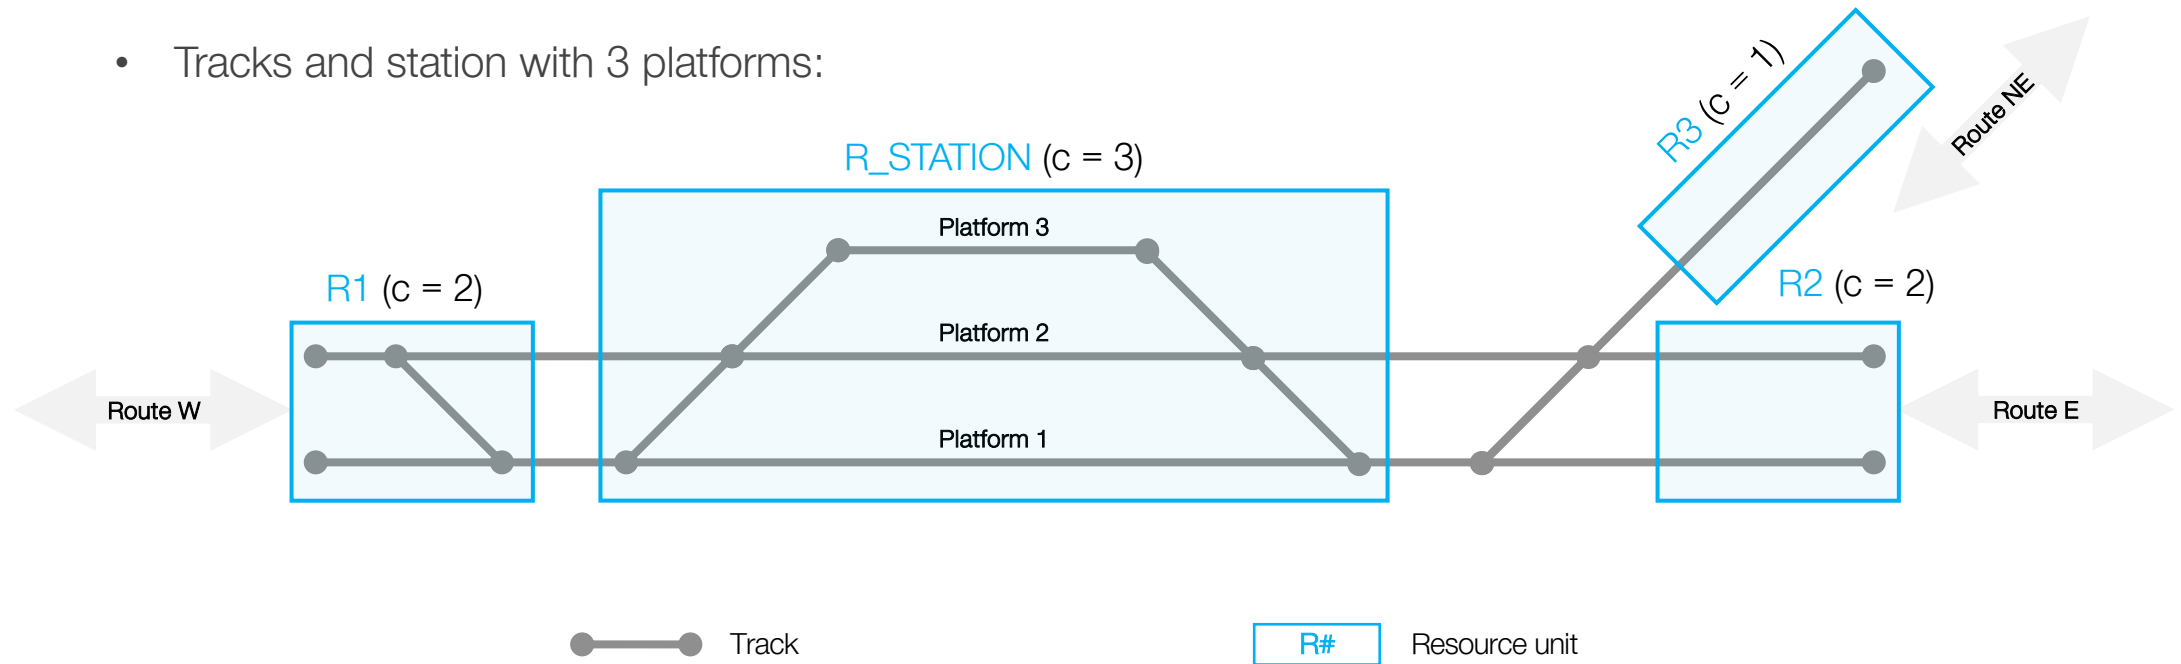 • Tracks and station with 3 platforms:
R_STATION (c = 3)
R3 (c = 1)
Route NE
Platform 3
R1 (c = 2)
R2 (c = 2)
Platform 2
Route W
Route E
Platform 1
Track
R#
Resource unit